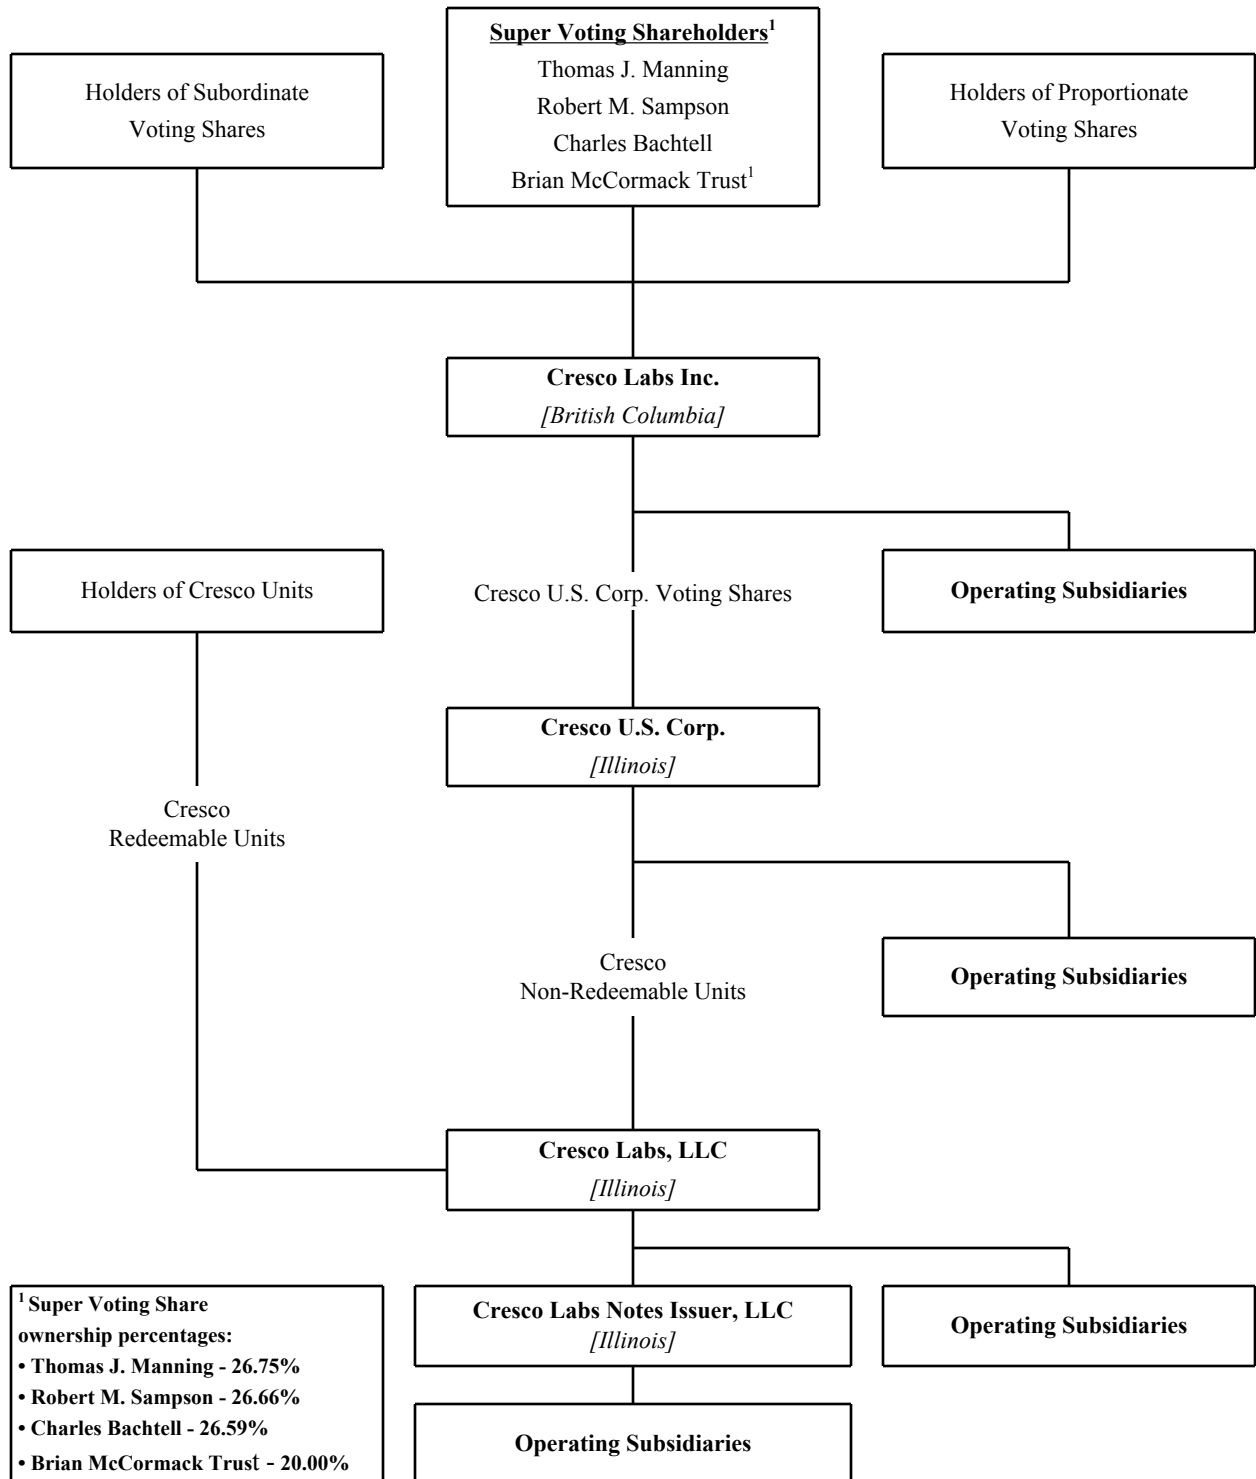 Super Voting Shareholders¹
Thomas J. Manning
Robert M. Sampson
Charles Bachtell
Brian McCormack Trust¹
Holders of Subordinate
Voting Shares
Holders of Proportionate
Voting Shares
Cresco Labs Inc.
[British Columbia]
Holders of Cresco Units
Cresco U.S. Corp. Voting Shares
Operating Subsidiaries
Cresco U.S. Corp.
[Illinois]
Cresco
Redeemable Units
Cresco
Non-Redeemable Units
Operating Subsidiaries
Cresco Labs, LLC
[Illinois]
¹ Super Voting Share
ownership percentages:
• Thomas J. Manning - 26.75%
• Robert M. Sampson - 26.66%
• Charles Bachtell - 26.59%
• Brian McCormack Trust - 20.00%
Cresco Labs Notes Issuer, LLC
[Illinois]
Operating Subsidiaries
Operating Subsidiaries